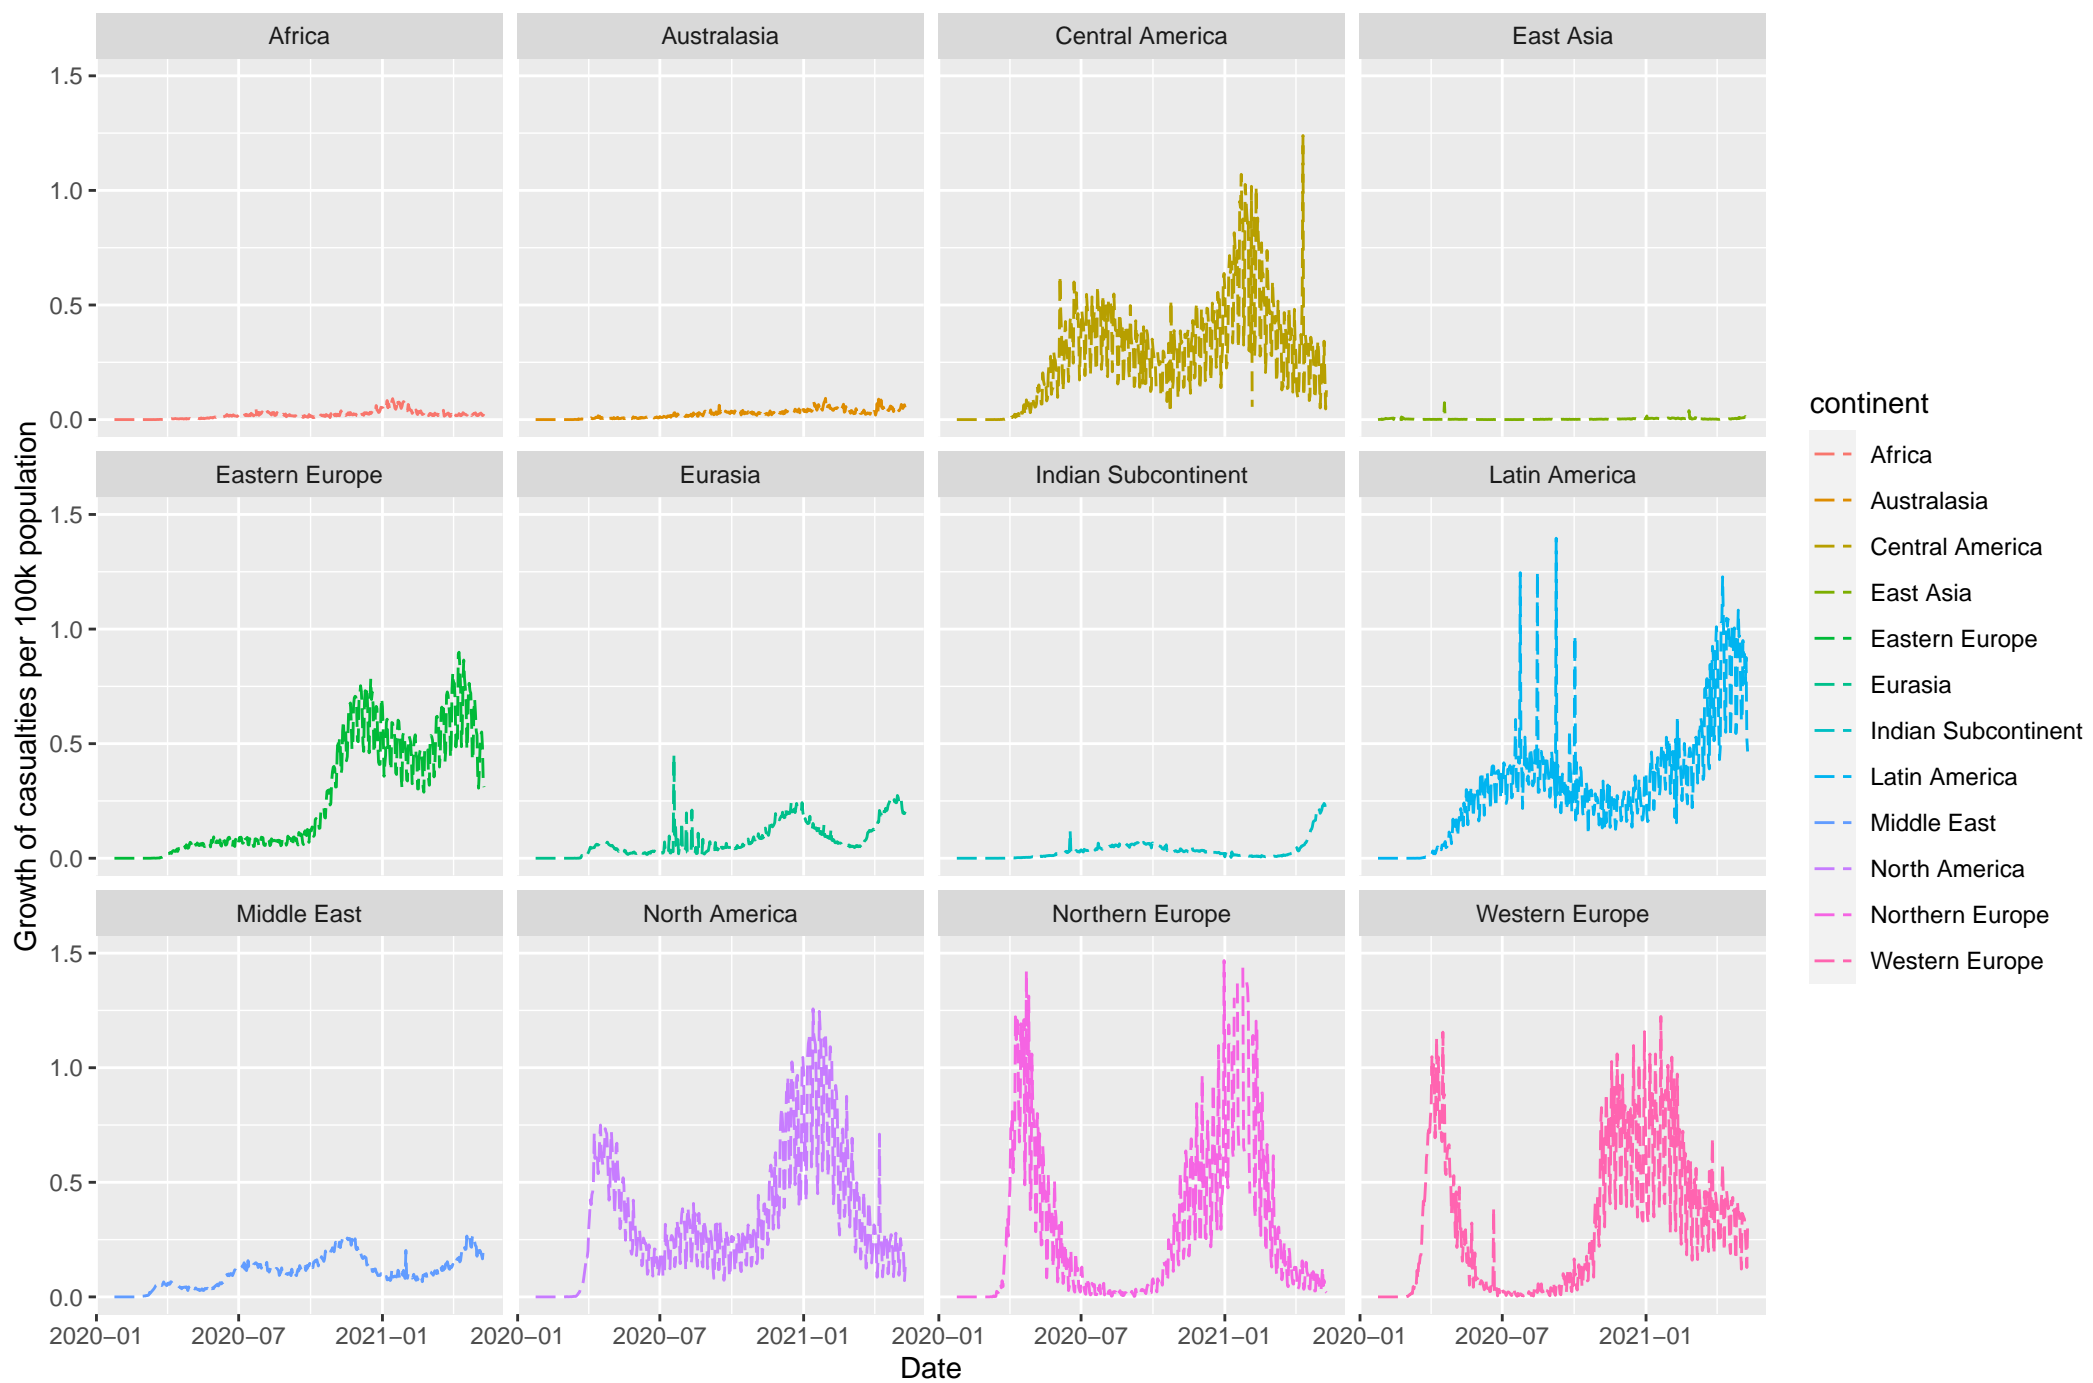 Africa
Australasia
Central America
East Asia
1.5
1.0
0.5
0.0
Eastern Europe
Eurasia
Indian Subcontinent
Latin America
1.5
1.0
0.5
0.0
Middle East
North America
Northern Europe
Western Europe
1.5
1.0
0.5
0.0
2020–01
2020–07
2021–01
2020–01
2020–07
2021–01
2020–01
2020–07
2021–01
2020–01
2020–07
2021–01
Date
Growth of casualties per 100k population
continent
Africa
Australasia
Central America
East Asia
Eastern Europe
Eurasia
Indian Subcontinent
Latin America
Middle East
North America
Northern Europe
Western Europe